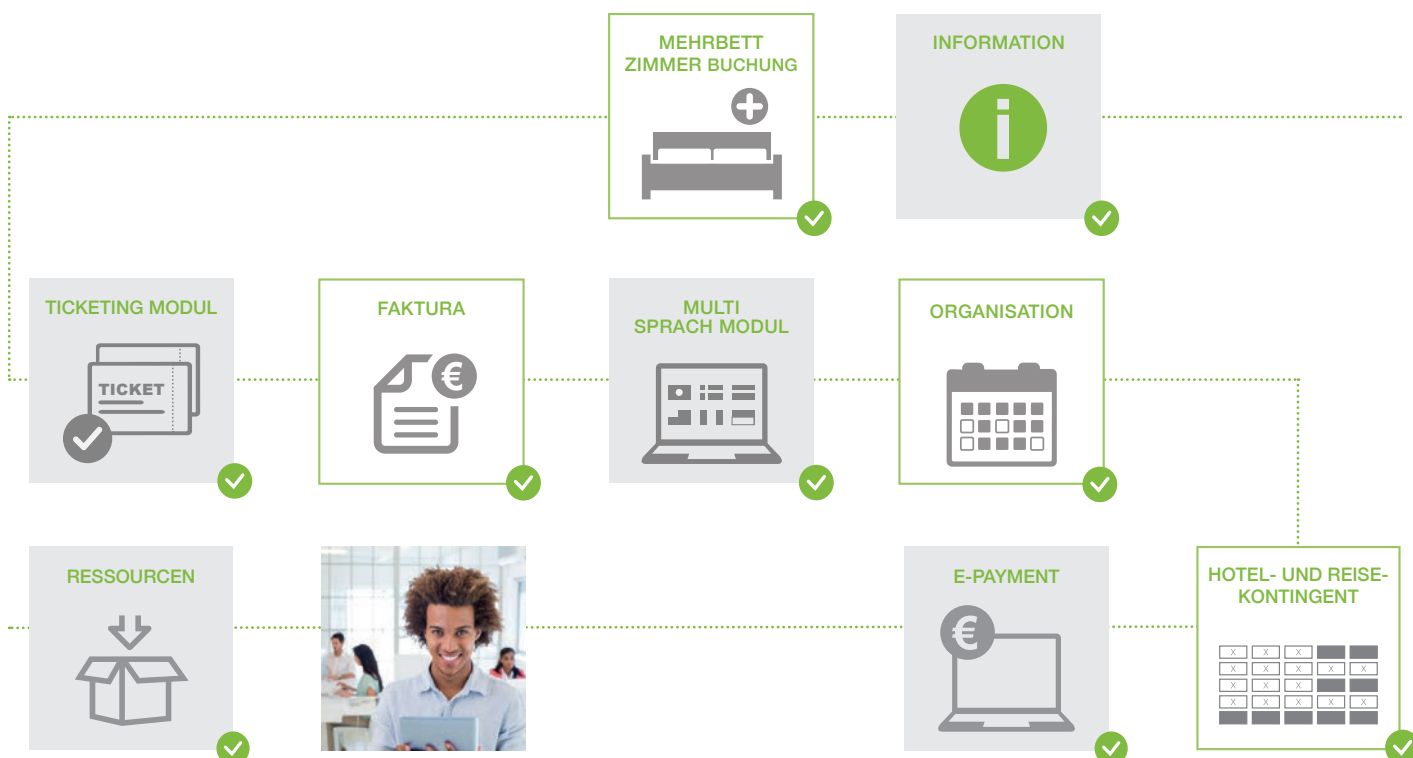 MEHRBETT
ZIMMER BUCHUNG
INFORMATION
i
TICKETING MODUL
TICKET
FAKTURA
€
MULTI
SPRACH MODUL
ORGANISATION
RESSOURCEN
E-PAYMENT
€
HOTEL- UND REISE-
KONTINGENT
X X X
X X X X X
X X X
X X X X X